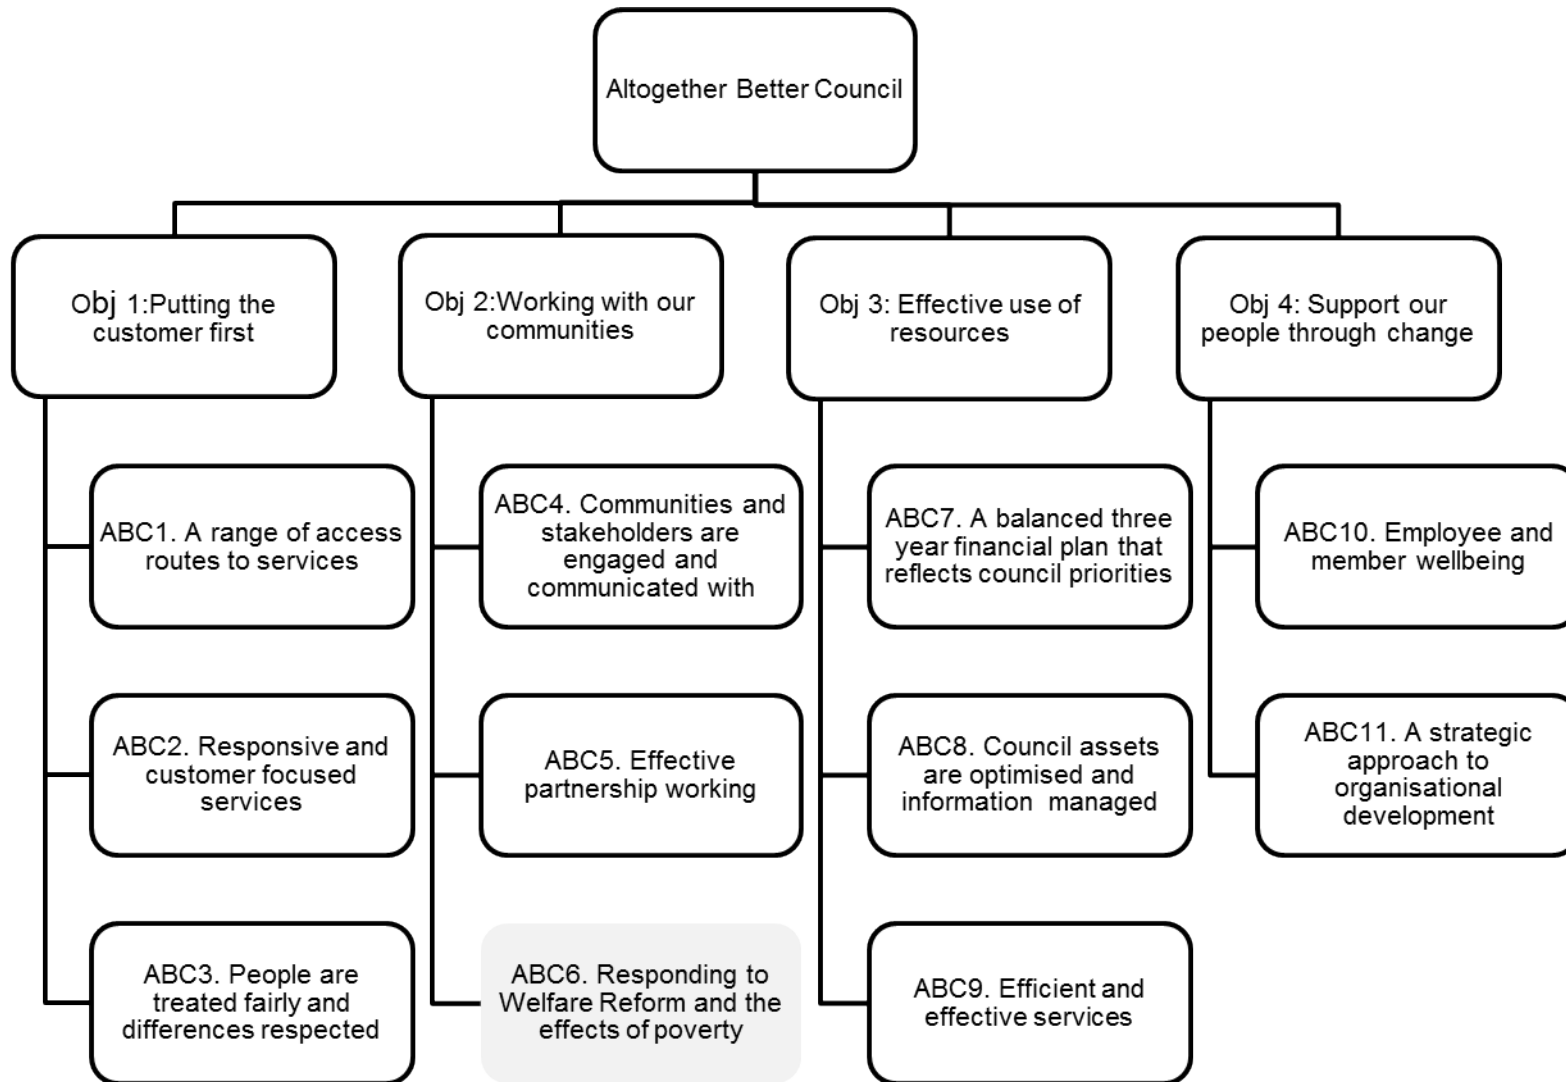 Altogether Better Council
Obj 1:Putting the
customer first
Obj 2:Working with our
communities
Obj 3: Effective use of
resources
Obj 4: Support our
people through change
ABC1. A range of access
routes to services
ABC2. Responsive and
customer focused
services
ABC3. People are
treated fairly and
differences respected
ABC4. Communities and
stakeholders are
engaged and
communicated with
ABC5. Effective
partnership working
ABC6. Responding to
Welfare Reform and the
effects of poverty
ABC7. A balanced three
year financial plan that
reflects council priorities
ABC8. Council assets
are optimised and
information managed
ABC9. Efficient and
effective services
ABC10. Employee and
member wellbeing
ABC11. A strategic
approach to
organisational
development